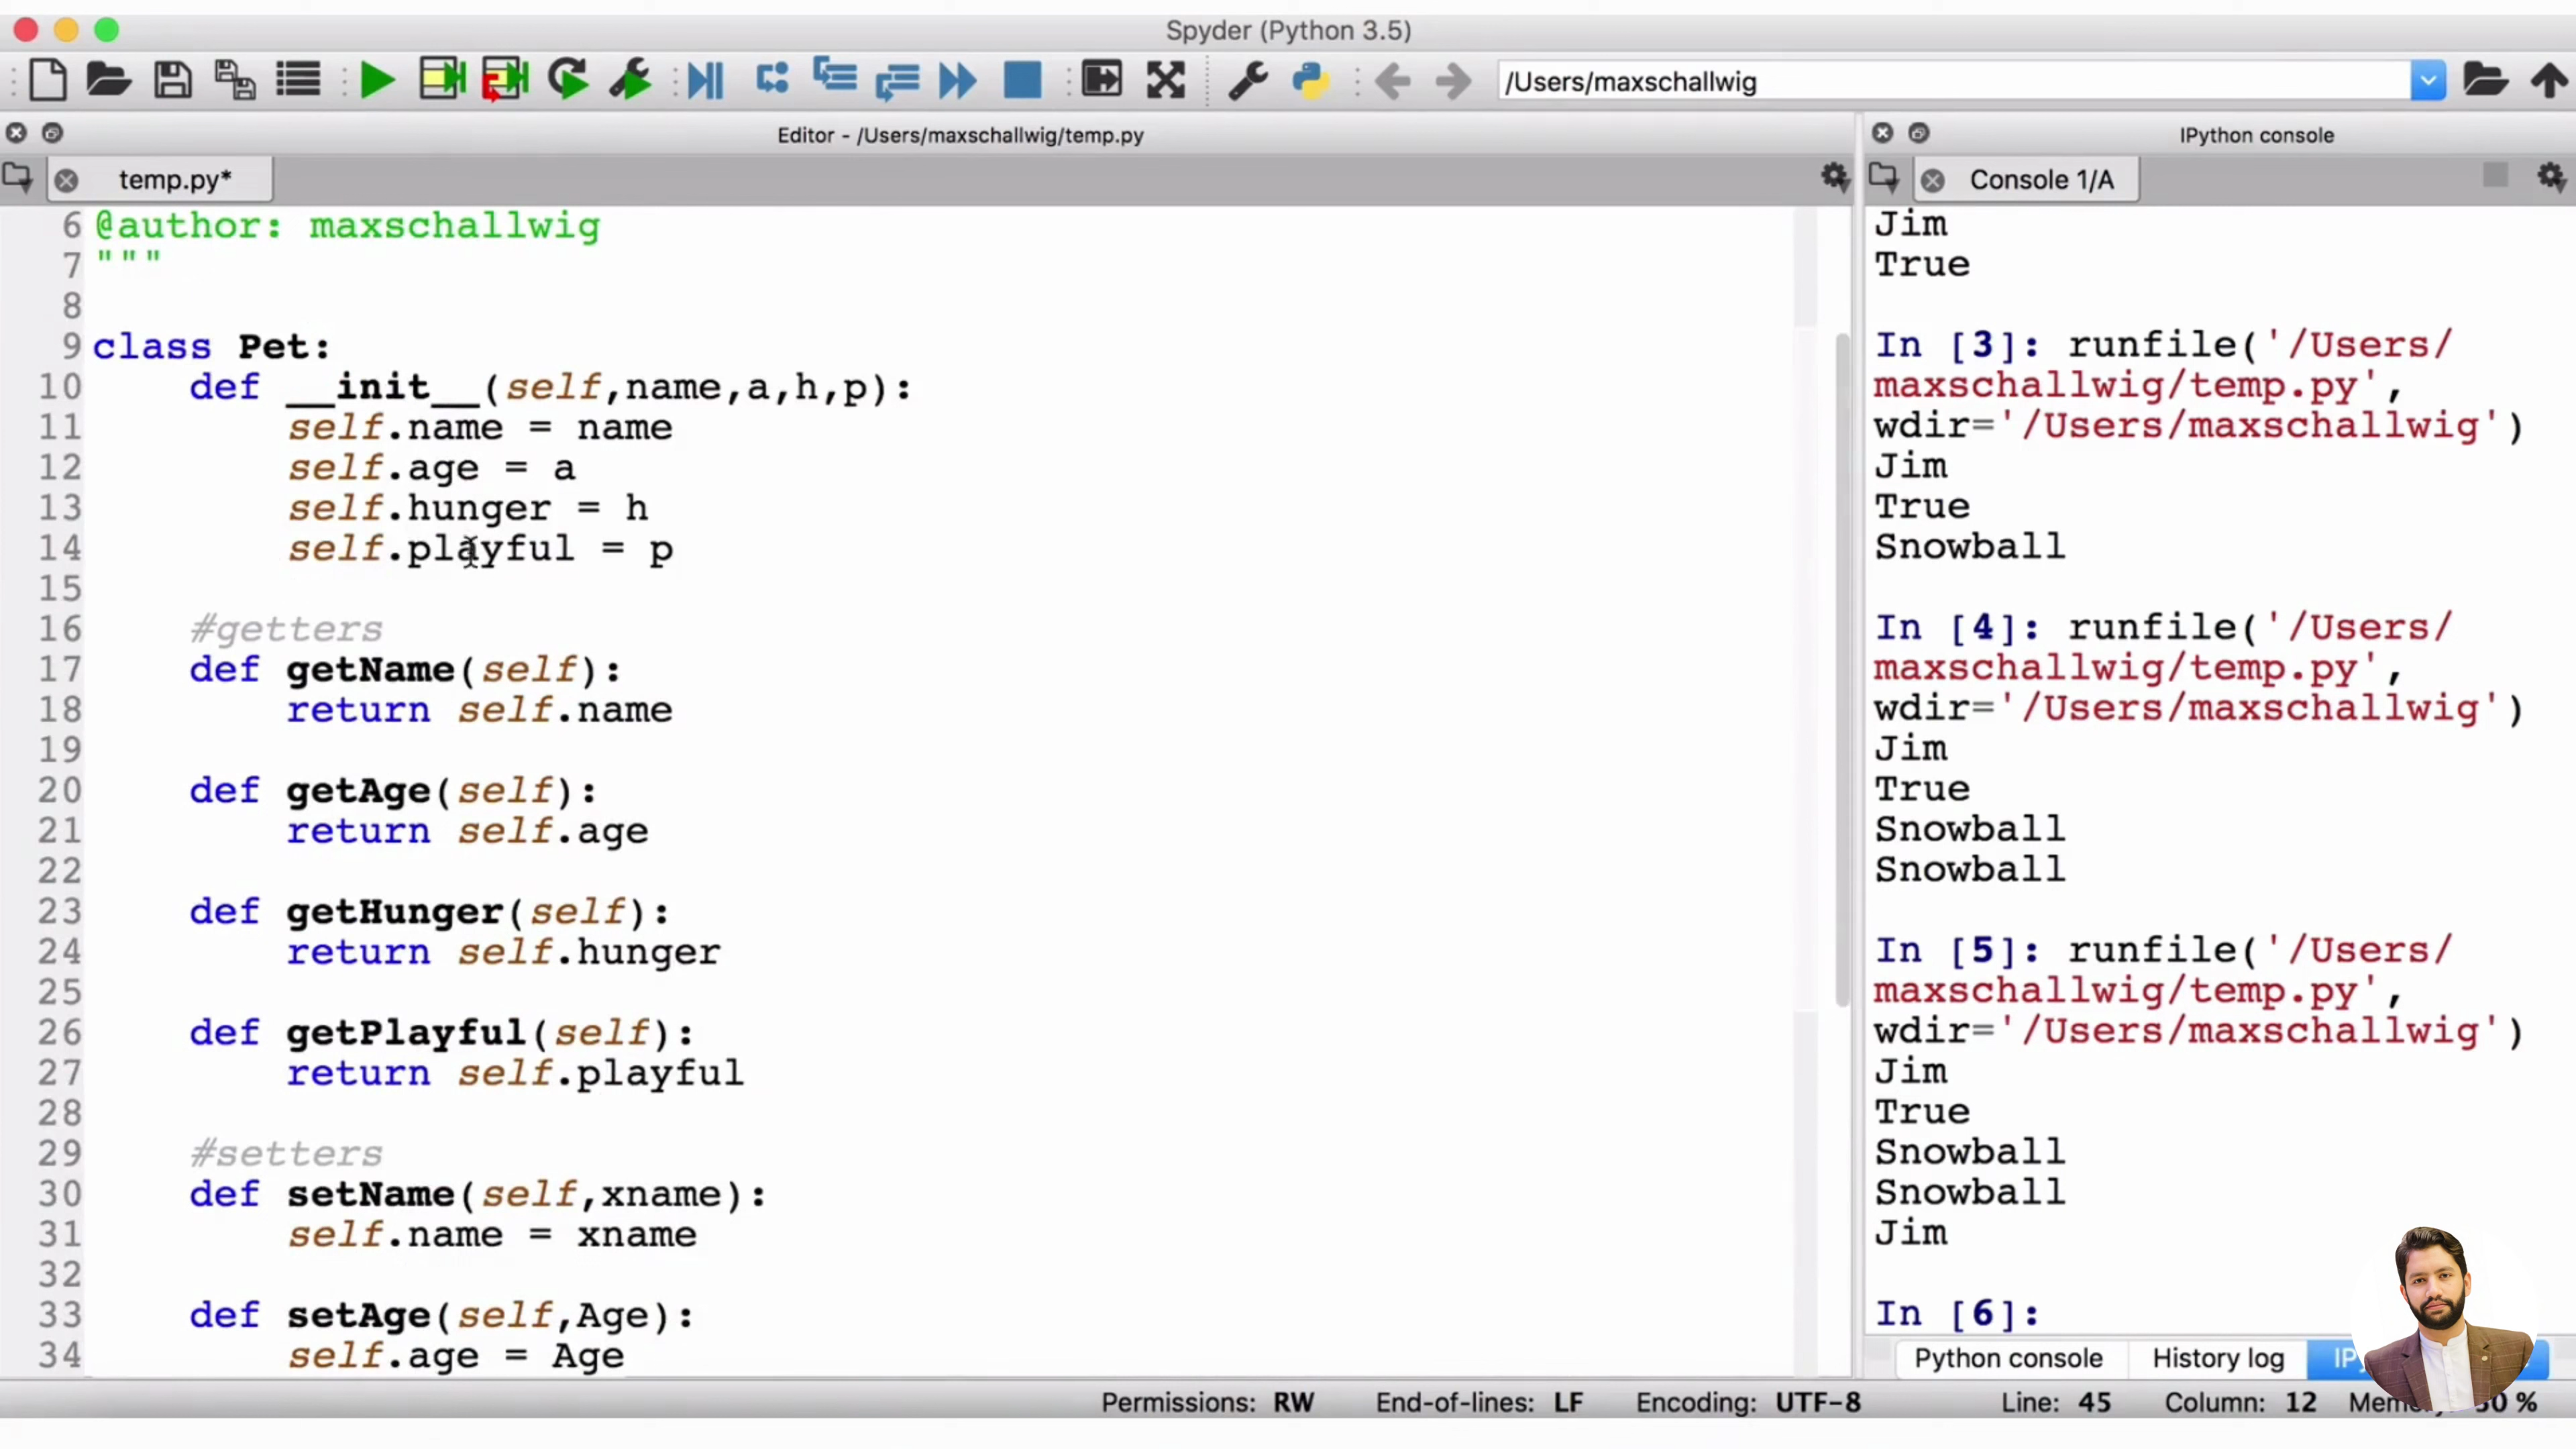 Spyder (Python 3.5)
/Users/maxschallwig
Editor - /Users/maxschallwig/temp.py
temp.py*
6 @author: maxschallwig
7 """
8
9 class Pet:
10 def __init__(self,name,a,h,p):
11 self.name = name
12 self.age = a
13 self.hunger = h
14 self.playful = p
15
16 #getters
17 def getName(self):
18 return self.name
19
20 def getAge(self):
21 return self.age
22
23 def getHunger(self):
24 return self.hunger
25
26 def getPlayful(self):
27 return self.playful
28
29 #setters
30 def setName(self,xname):
31 self.name = xname
32
33 def setAge(self,Age):
34 self.age = Age
IPython console
Console 1/A
Jim
True
In [3]: runfile('/Users/
maxschallwig/temp.py',
wdir='/Users/maxschallwig')
Jim
True
Snowball
In [4]: runfile('/Users/
maxschallwig/temp.py',
wdir='/Users/maxschallwig')
Jim
True
Snowball
Snowball
In [5]: runfile('/Users/
maxschallwig/temp.py',
wdir='/Users/maxschallwig')
Jim
True
Snowball
Snowball
Jim
In [6]:
Python console History log
Permissions: RW End-of-lines: LF Encoding: UTF-8 Line: 45 Column: 12